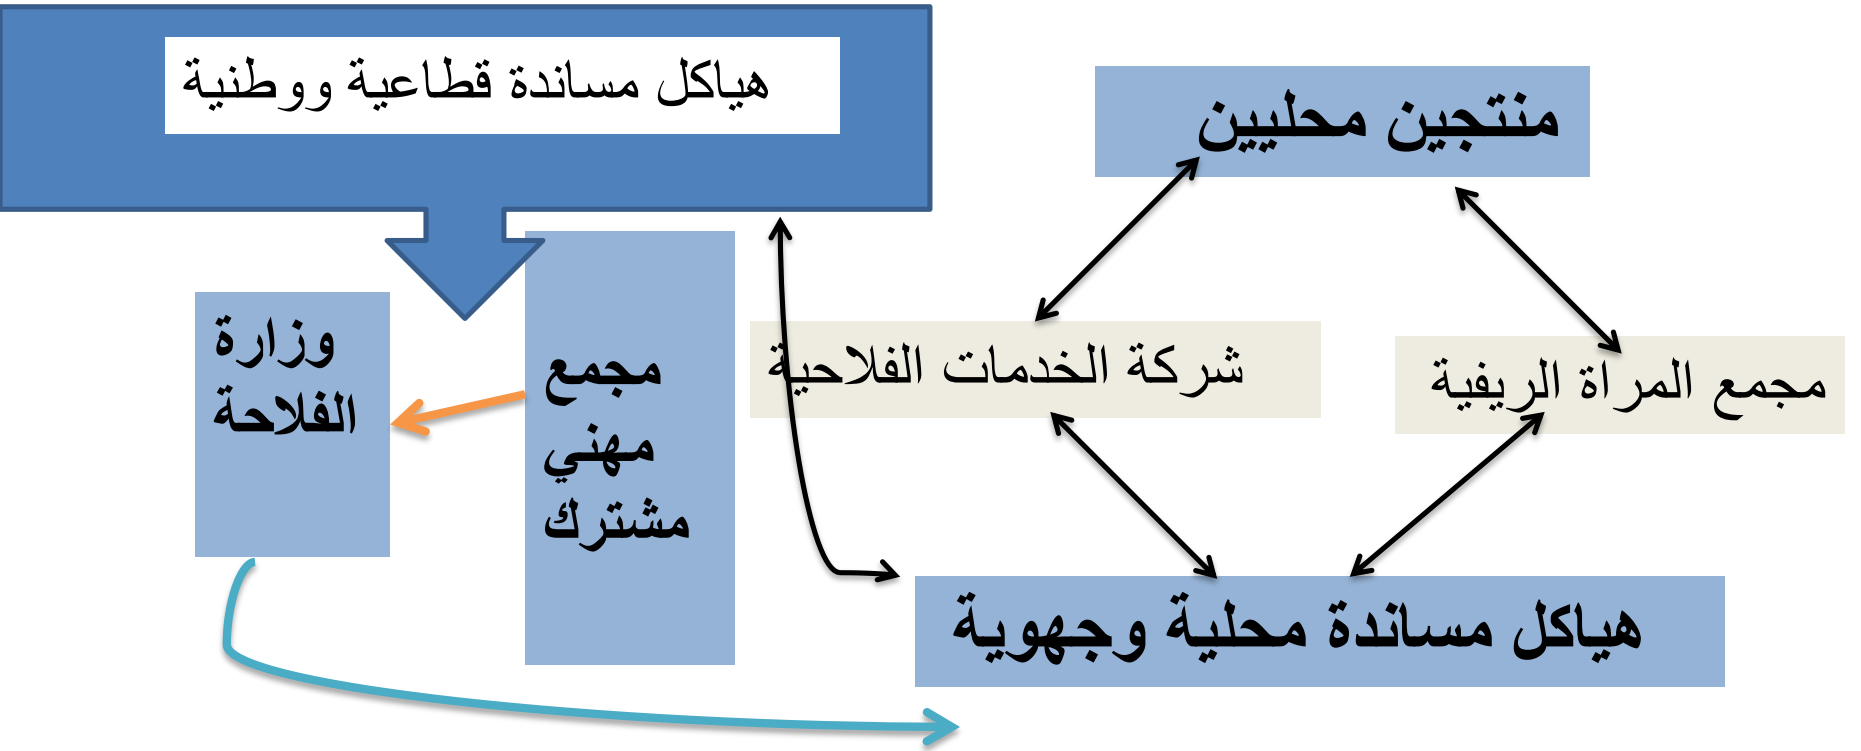 هياكل مساندة قطاعية ووطنية
منتجين محليين
وزارة
الفلاحة
مجمع
مهني
مشترك
شركة الخدمات الفلاحية
مجمع المراة الريفية
هياكل مساندة محلية وجهوية